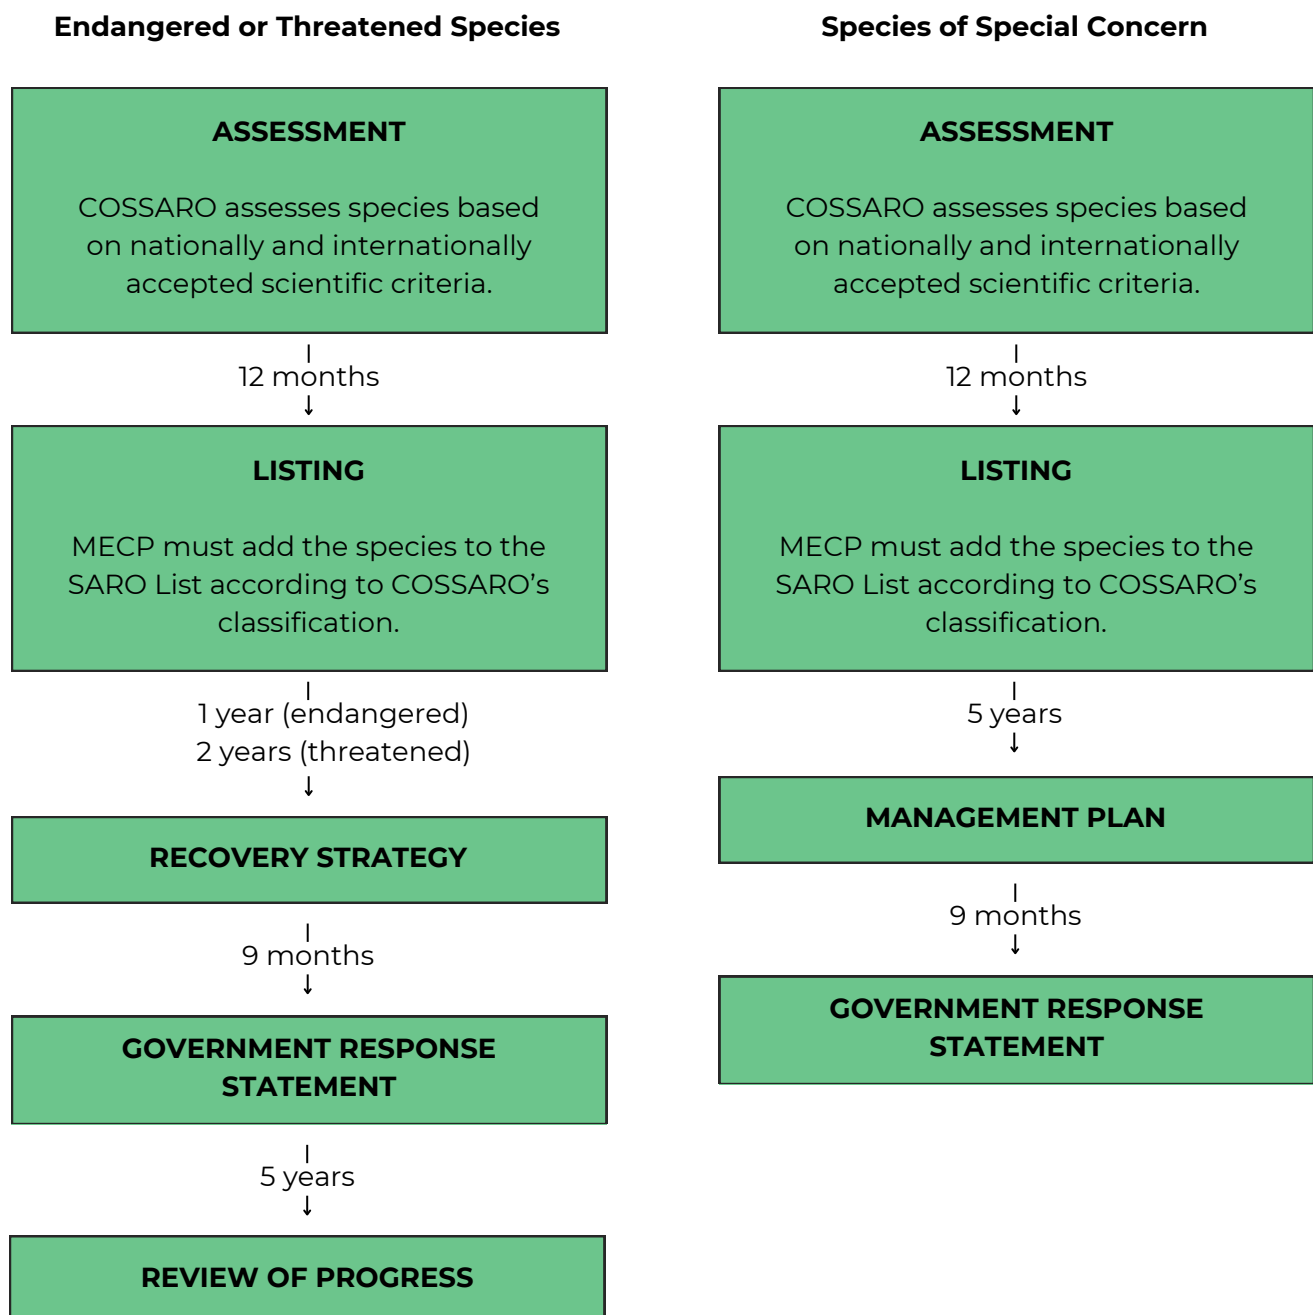 Endangered or Threatened Species
ASSESSMENT
COSSARO assesses species based
on nationally and internationally
accepted scientific criteria.
12 months
LISTING
MECP must add the species to the
SARO List according to COSSARO’s
classification.
1 year (endangered)
2 years (threatened)
RECOVERY STRATEGY
9 months
GOVERNMENT RESPONSE
STATEMENT
5 years
REVIEW OF PROGRESS
Species of Special Concern
ASSESSMENT
COSSARO assesses species based
on nationally and internationally
accepted scientific criteria.
12 months
LISTING
MECP must add the species to the
SARO List according to COSSARO’s
classification.
5 years
MANAGEMENT PLAN
9 months
GOVERNMENT RESPONSE
STATEMENT